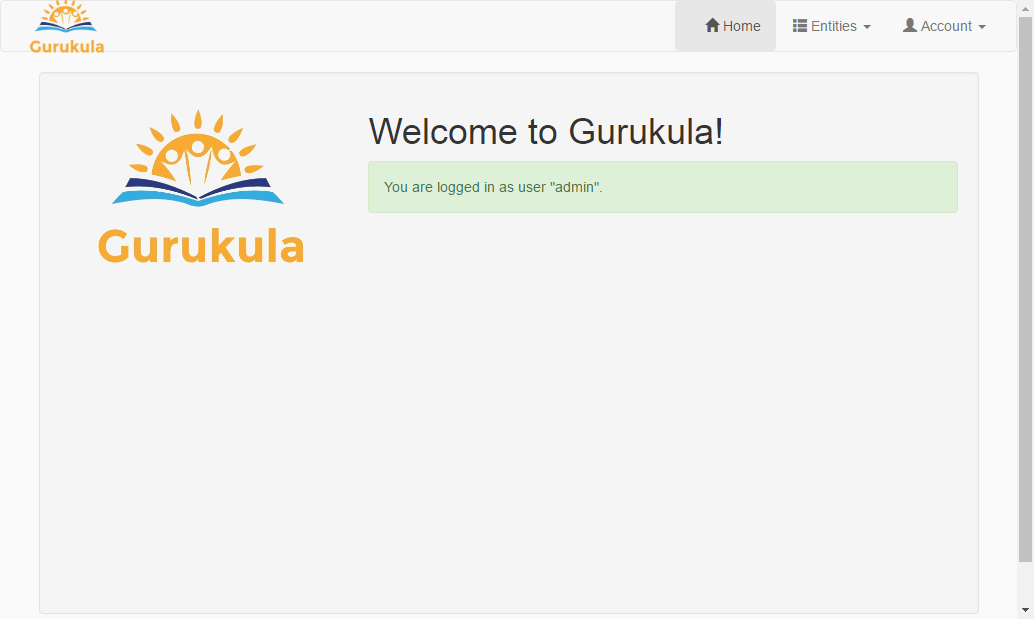 Gurukula
Home
Entities
Account
Welcome to Gurukula!
You are logged in as user "admin".
Gurukula